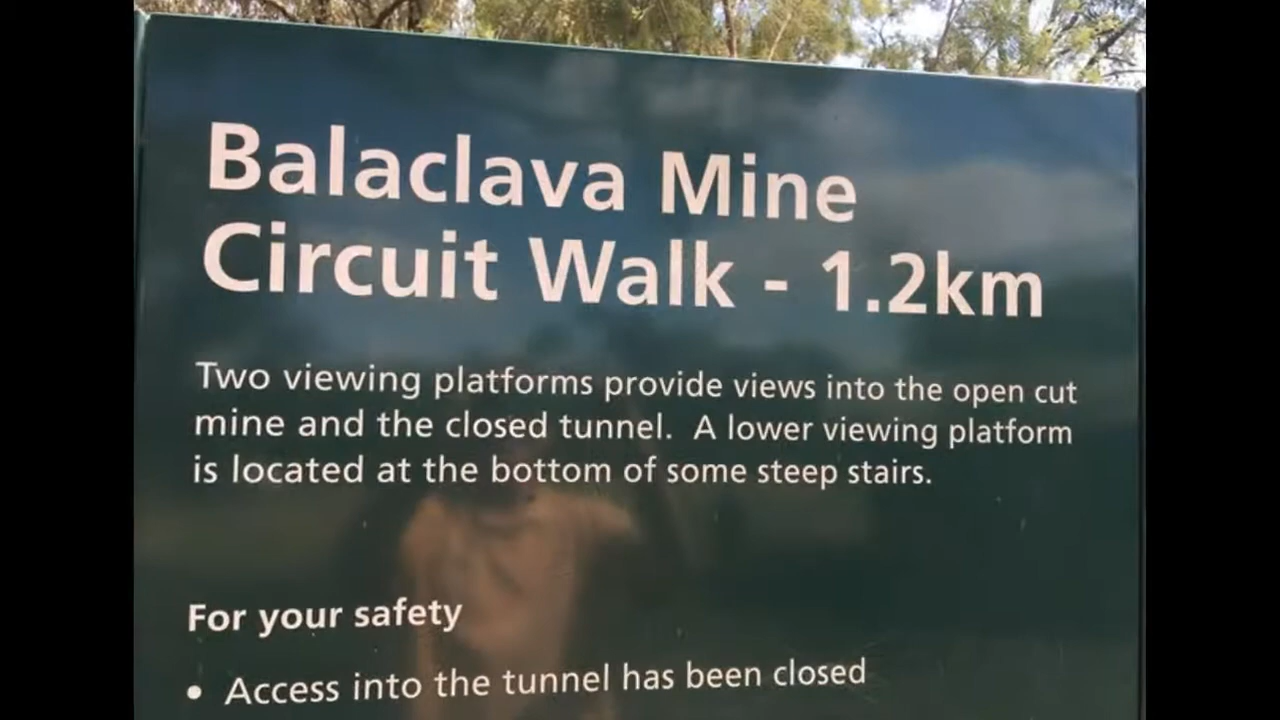 Balaclava Mine
Circuit Walk - 1.2km
Two viewing platforms provide views into the open cut
mine and the closed tunnel. A lower viewing platform
is located at the bottom of some steep stairs.
For your safety
• Access into the tunnel has been closed